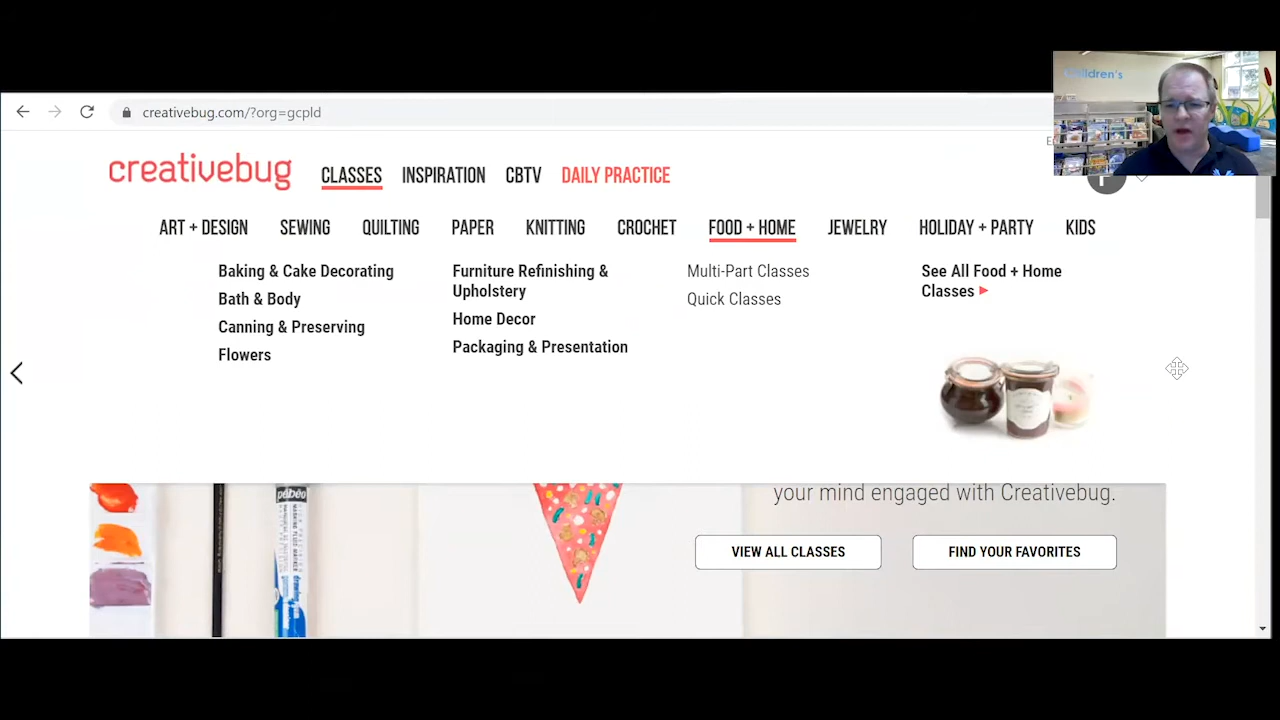 Children's
creativebug.com/?org=gcpld
creativebug
CLASSES INSPIRATION CBTV DAILY PRACTICE
ART + DESIGN SEWING QUILTING PAPER KNITTING CROCHET FOOD + HOME JEWELRY HOLIDAY + PARTY KIDS
Baking & Cake Decorating
Bath & Body
Canning & Preserving
Flowers
Furniture Refinishing &
Upholstery
Home Decor
Packaging & Presentation
Multi-Part Classes
Quick Classes
See All Food + Home
Classes
your mind engaged with Creativebug.
VIEW ALL CLASSES
FIND YOUR FAVORITES
pébéo